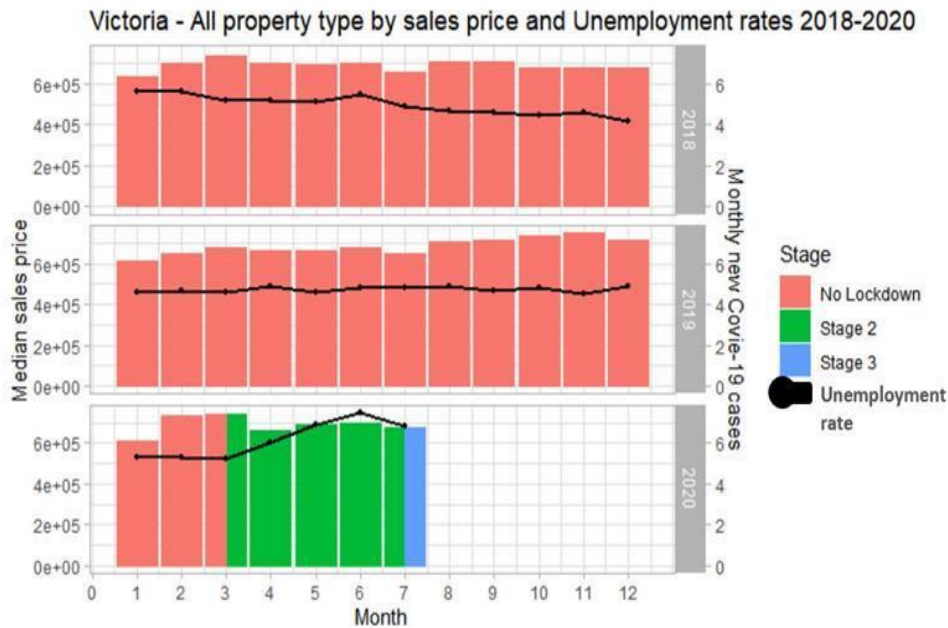 Victoria - All property type by sales price and Unemployment rates 2018-2020
Median sales price
6e+05
4e+05
2e+05
0e+00
6
4
2
0
2018
6e+05
4e+05
2e+05
0e+00
6
4
2
0
2019
6e+05
4e+05
2e+05
0e+00
6
4
2
0
2020
Monthly new Covie-19 cases
0 1 2 3 4 5 6 7 8 9 10 11 12
Month
Stage
No Lockdown
Stage 2
Stage 3
Unemployment
rate